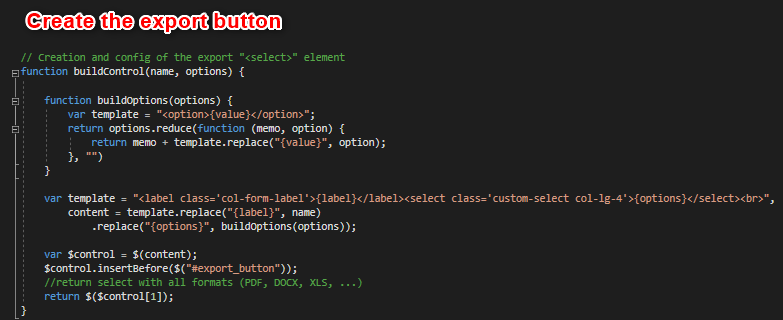 Create the export button
// Creation and config of the export "<select>" element
function buildControl(name, options) {
function buildOptions(options) {
var template = "<option>{value}</option>";
return options.reduce(function (memo, option) {
return memo + template.replace("{value}", option);
}, "")
}
var template = "<label class='col-form-label'>{label}</label><select class='custom-select col-lg-4'>{options}</select><br>",
content = template.replace("{label}", name)
.replace("{options}", buildOptions(options));
var $control = $(content);
$control.insertBefore($("#export_button"));
//return select with all formats (PDF, DOCX, XLS, ...)
return $($control[1]);
}